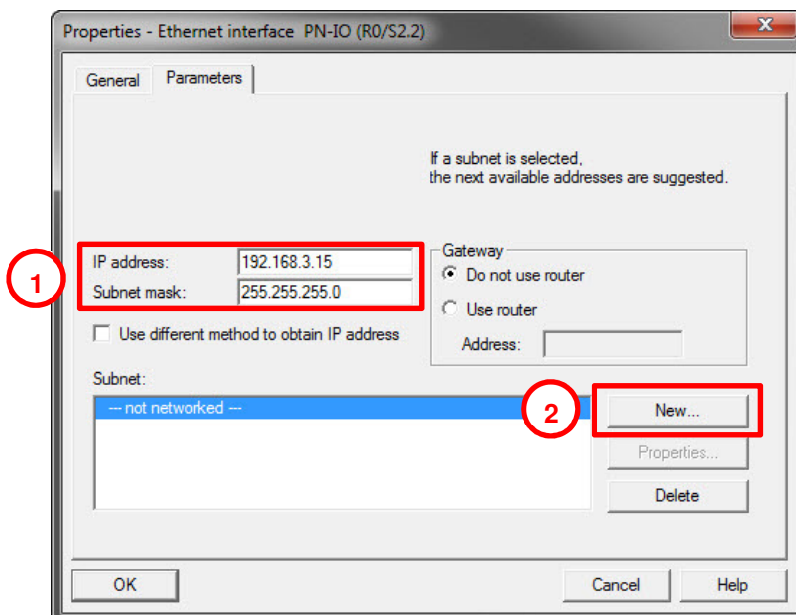 Properties - Ethernet interface PN-IO (R0/S2.2)
X
General
Parameters
If a subnet is selected,
the next available addresses are suggested.
1
IP address:
192.168.3.15
Subnet mask:
255.255.255.0
Gateway
Do not use router
Use router
Address:
Use different method to obtain IP address
Subnet:
--- not networked ---
2
New...
Properties...
Delete
OK
Cancel
Help